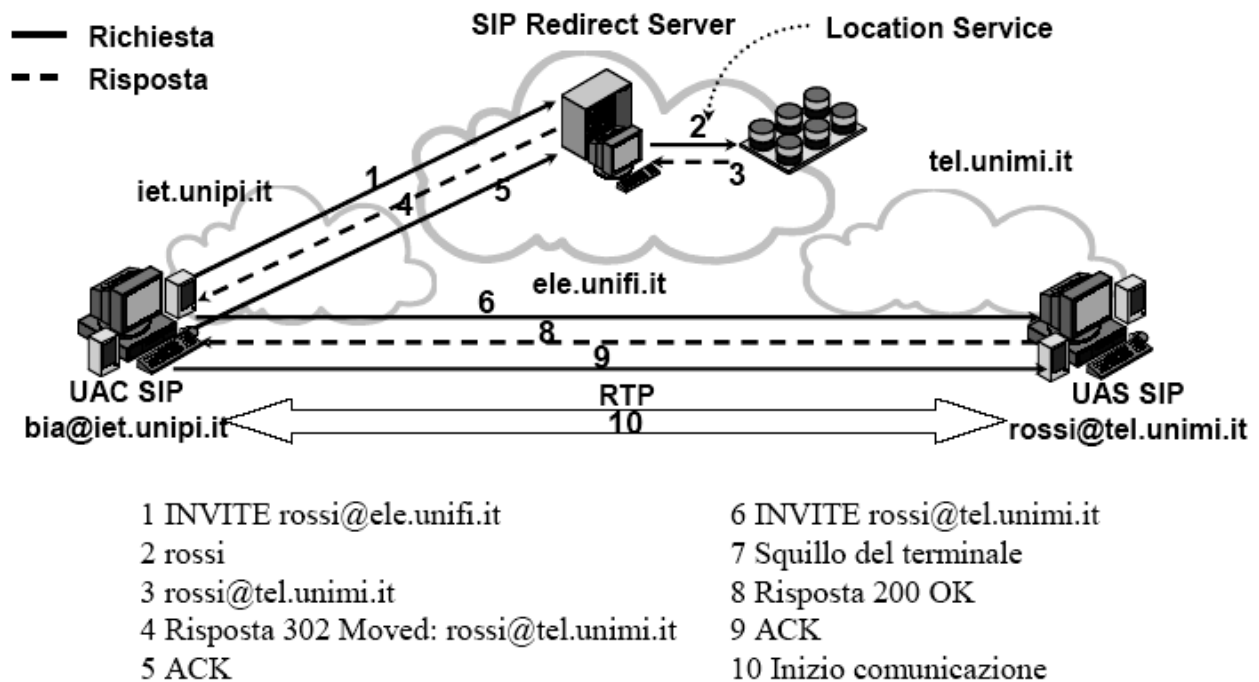 SIP Redirect Server
Location Service
Richiesta
Risposta
2
3
tel.unimi.it
iet.unipi.it
1
4
5
ele.unifi.it
6
8
9
UAC SIP
bia@iet.unipi.it
RTP
10
UAS SIP
rossi@tel.unimi.it
1 INVITE rossi@ele.unifi.it
2 rossi
3 rossi@tel.unimi.it
4 Risposta 302 Moved: rossi@tel.unimi.it
5 ACK
6 INVITE rossi@tel.unimi.it
7 Squillo del terminale
8 Risposta 200 OK
9 ACK
10 Inizio comunicazione